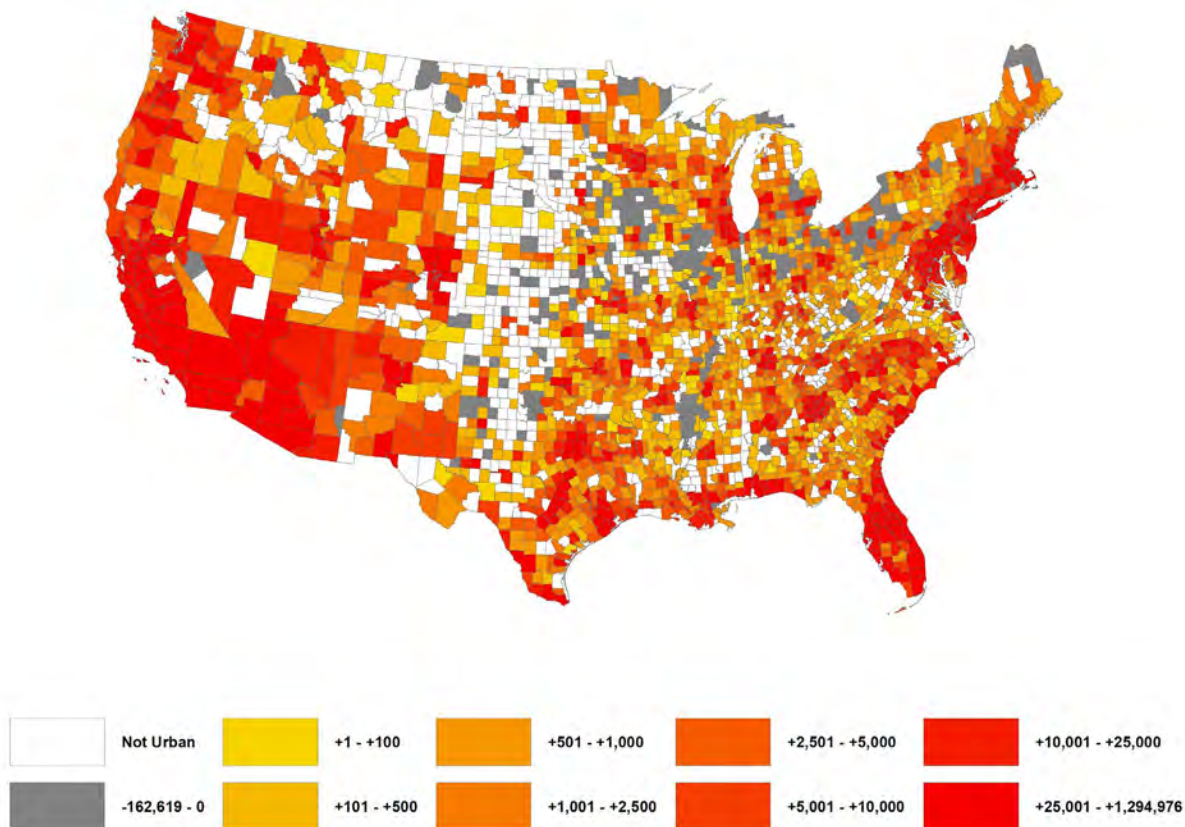 Not Urban
+1 - +100
+501 - +1,000
+2,501 - +5,000
+10,001 - +25,000
-162,619 - 0
+101 - +500
+1,001 - +2,500
+5,001 - +10,000
+25,001 - +1,294,976